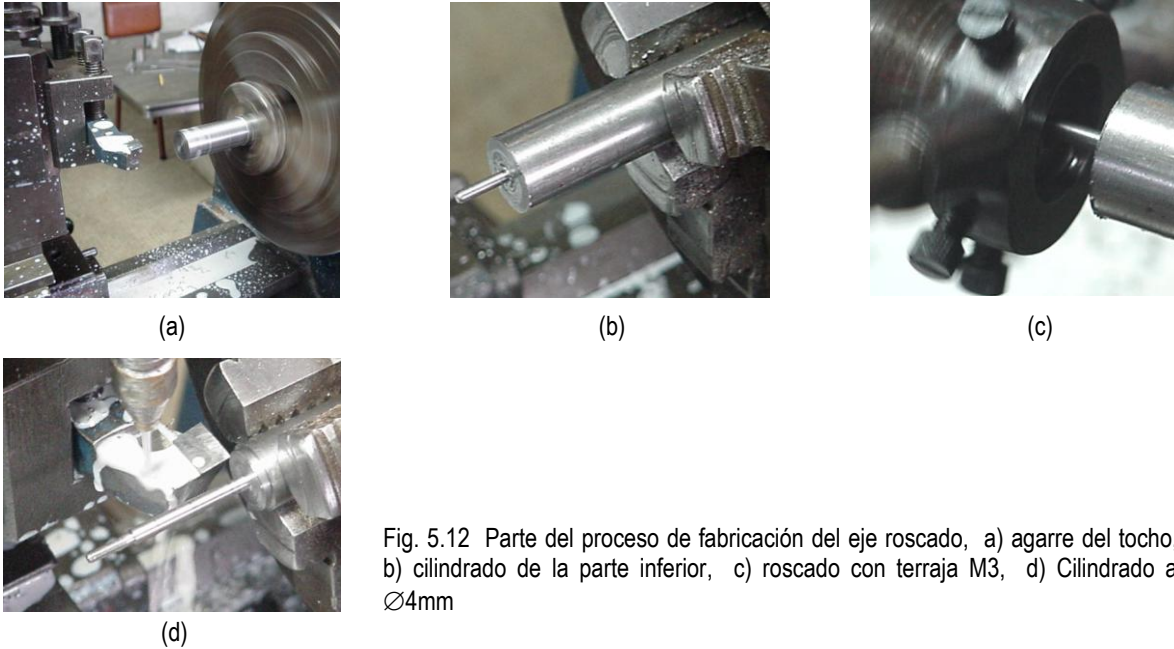 (a)
(b)
(c)
(d)
Fig. 5.12 Parte del proceso de fabricación del eje roscado, a) agarre del tocho,
b) cilindrado de la parte inferior, c) roscado con terraja M3, d) Cilindrado a
∅4mm